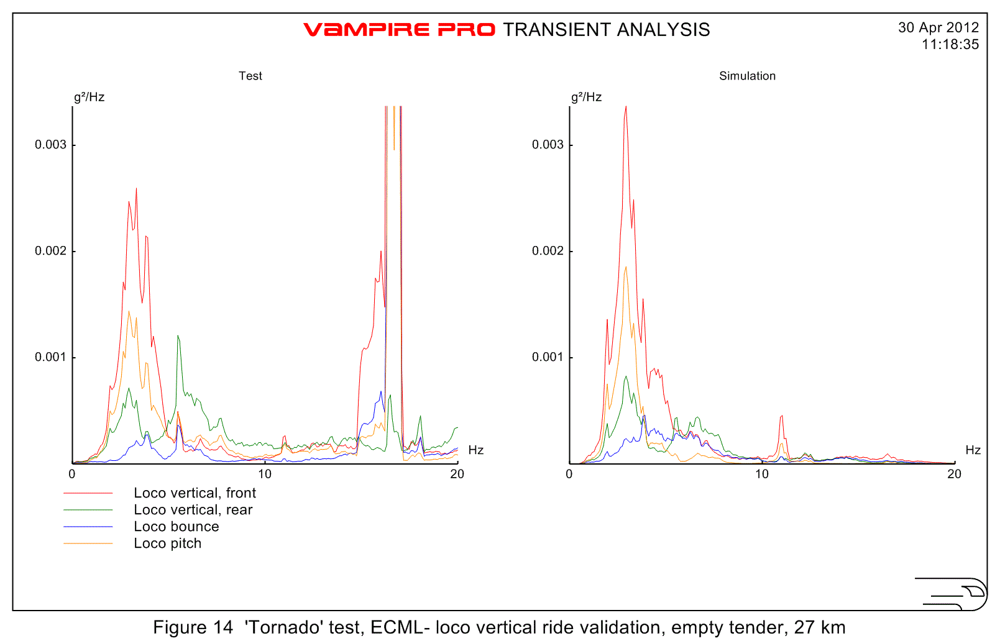 VAMPIRE PRO TRANSIENT ANALYSIS
30 Apr 2012
11:18:35
Test
g²/Hz
0.003
0.002
0.001
Hz
0
10
20
Simulation
g²/Hz
0.003
0.002
0.001
Hz
0
10
20
Loco vertical, front
Loco vertical, rear
Loco bounce
Loco pitch
Figure 14 'Tornado' test, ECML- loco vertical ride validation, empty tender, 27 km